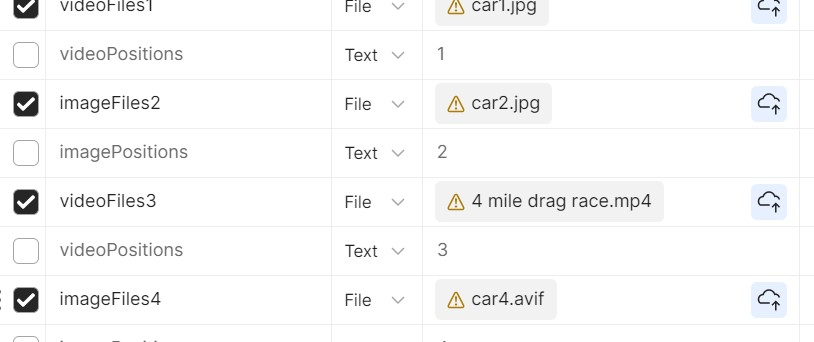 videoFiles1 File car1.jpg
videoPositions Text 1
imageFiles2 File car2.jpg
imagePositions Text 2
videoFiles3 File 4 mile drag race.mp4
videoPositions Text 3
imageFiles4 File car4.avif